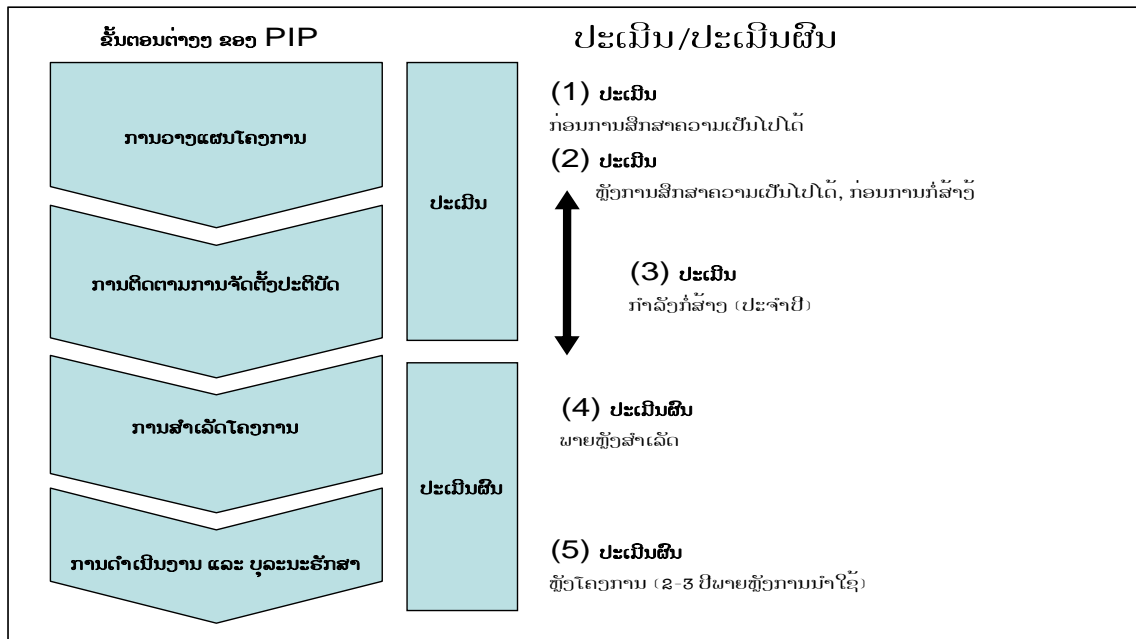 ຂັ້ນຕອນຕ່າງໆ ຂອງ PIP
ປະເມີນ/ປະເມີນຜົນ
ການວາງແຜນໂຄງການ
ການຕິດຕາມການຈັດຕັ້ງປະຕິບັດ
ການສຳເລັດໂຄງການ
ການດຳເນີນງານ ແລະ ບຸລະນະຮັກສາ
ປະເມີນ
ປະເມີນຜົນ
(1) ປະເມີນ
ກ່ອນການສຶກສາຄວາມເປັນໄປໄດ້
(2) ປະເມີນ
ຫຼັງການສຶກສາຄວາມເປັນໄປໄດ້, ກ່ອນການກໍ່ສ້າງ້
(3) ປະເມີນ
ກຳລັງກໍ່ສ້າງ (ປະຈຳປີ)
(4) ປະເມີນຜົນ
ພາຍຫຼັງສຳເລັດ
(5) ປະເມີນຜົນ
ຫຼັງໂຄງການ (2-3 ປີພາຍຫຼັງການນຳໃຊ້)